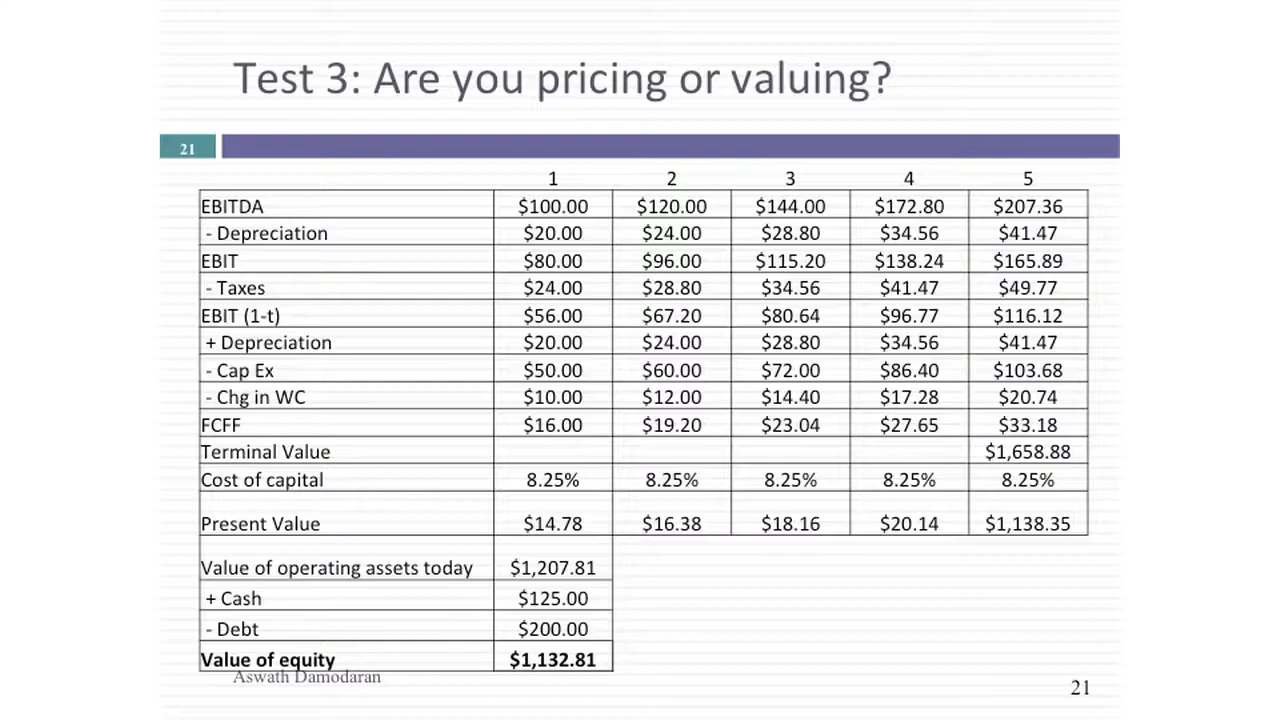 Test 3: Are you pricing or valuing?
21
1 2 3 4 5
EBITDA $100.00 $120.00 $144.00 $172.80 $207.36
- Depreciation $20.00 $24.00 $28.80 $34.56 $41.47
EBIT $80.00 $96.00 $115.20 $138.24 $165.89
- Taxes $24.00 $28.80 $34.56 $41.47 $49.77
EBIT (1-t) $56.00 $67.20 $80.64 $96.77 $116.12
+ Depreciation $20.00 $24.00 $28.80 $34.56 $41.47
- Cap Ex $50.00 $60.00 $72.00 $86.40 $103.68
- Chg in WC $10.00 $12.00 $14.40 $17.28 $20.74
FCFF $16.00 $19.20 $23.04 $27.65 $33.18
Terminal Value $1,658.88
Cost of capital 8.25% 8.25% 8.25% 8.25% 8.25%
Present Value $14.78 $16.38 $18.16 $20.14 $1,138.35
Value of operating assets today $1,207.81
+ Cash $125.00
- Debt $200.00
Value of equity $1,132.81
Aswath Damodaran
21